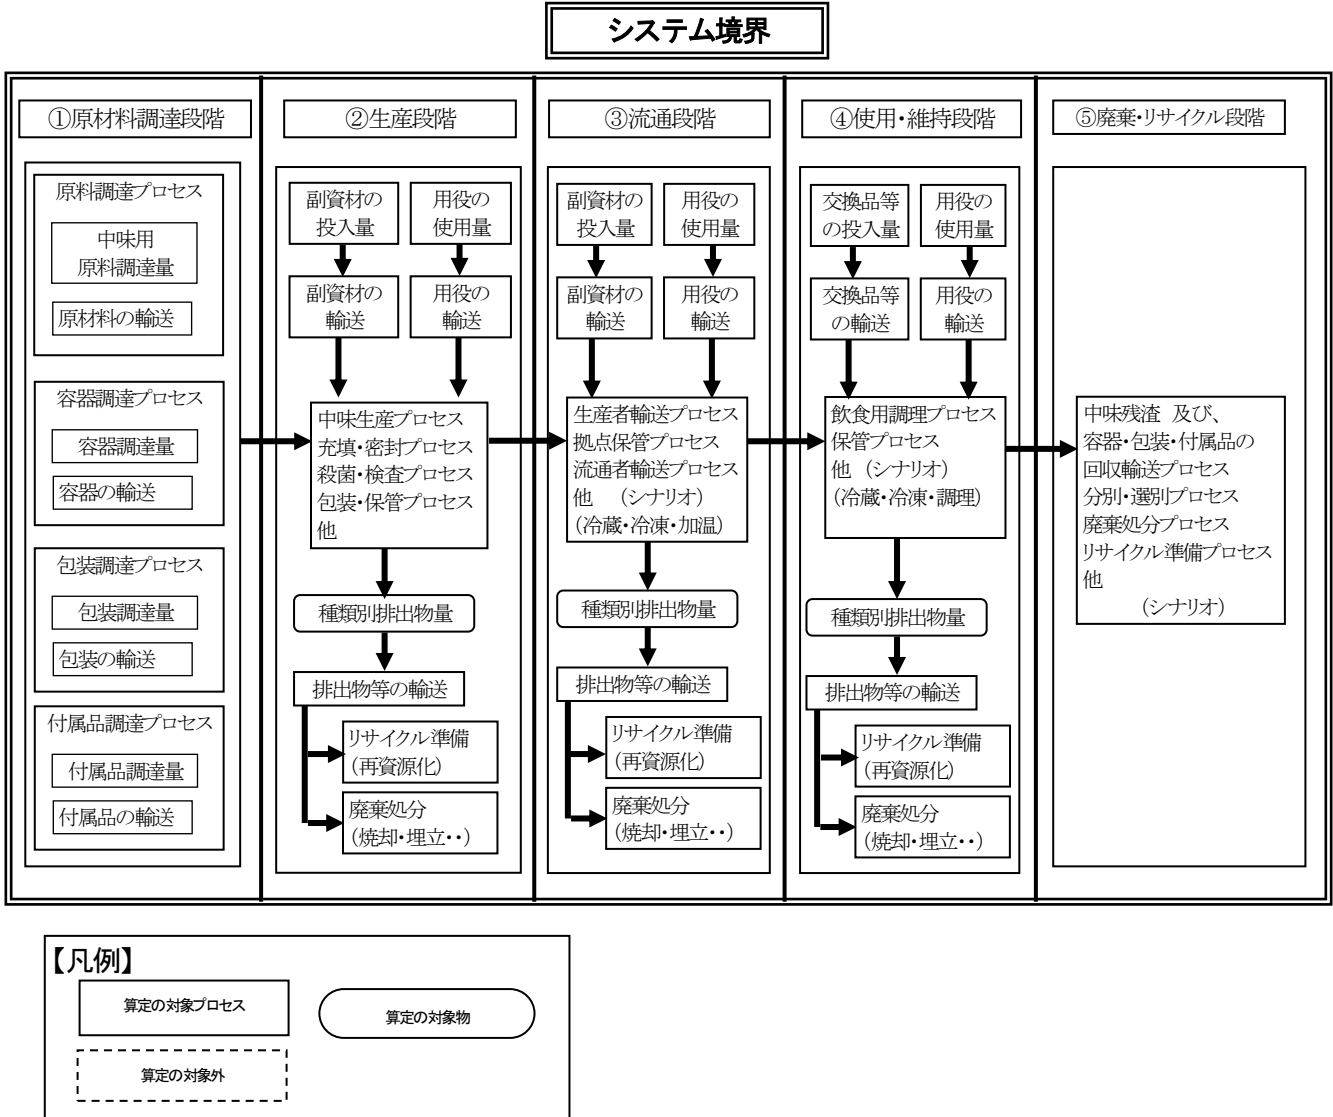 システム境界
①原材料調達段階
原料調達プロセス
中味用
原料調達量
原材料の輸送
容器調達プロセス
容器調達量
容器の輸送
包装調達プロセス
包装調達量
包装の輸送
付属品調達プロセス
付属品調達量
付属品の輸送
②生産段階
副資材の
投入量
用役の
使用量
副資材の
輸送
用役の
輸送
中味生産プロセス
充填・密封プロセス
殺菌・検査プロセス
包装・保管プロセス
他
種類別排出物量
排出物等の輸送
リサイクル準備
（再資源化）
廃棄処分
（焼却・埋立・・）
③流通段階
副資材の
投入量
用役の
使用量
副資材の
輸送
用役の
輸送
生産者輸送プロセス
拠点保管プロセス
流通者輸送プロセス
他　（シナリオ）
（冷蔵・冷凍・加温）
種類別排出物量
排出物等の輸送
リサイクル準備
（再資源化）
廃棄処分
（焼却・埋立・・）
④使用・維持段階
交換品等
の投入量
用役の
使用量
交換品等
の輸送
用役の
輸送
飲食用調理プロセス
保管プロセス
他（シナリオ）
（冷蔵・冷凍・調理）
種類別排出物量
排出物等の輸送
リサイクル準備
（再資源化）
廃棄処分
（焼却・埋立・・）
⑤廃棄・リサイクル段階
中味残渣 及び、
容器・包装・付属品の
回収輸送プロセス
分別・選別プロセス
廃棄処分プロセス
リサイクル準備プロセス
他
（シナリオ）
【凡例】
算定の対象プロセス
算定の対象物
算定の対象外